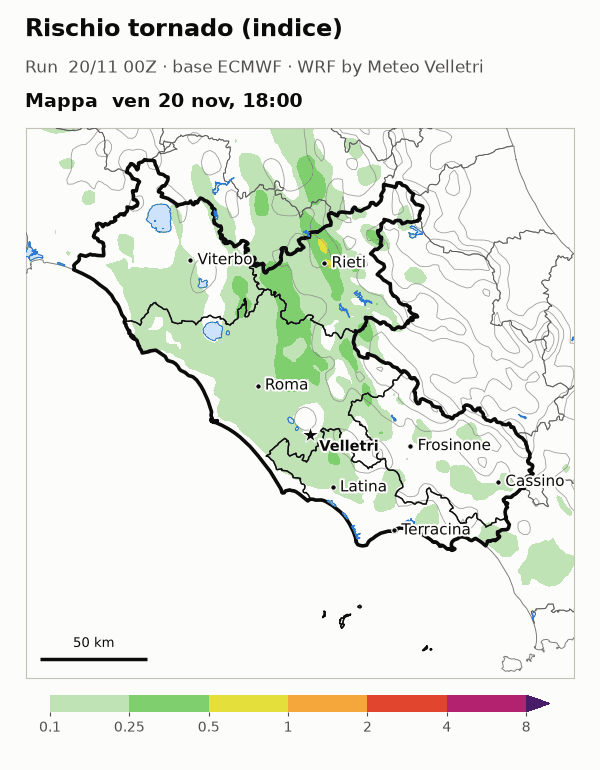 Rischio tornado (indice)
Run  20/11 00Z · base ECMWF · WRF by Meteo Velletri
Mappa  ven 20 nov, 18:00
Viterbo
Rieti
Roma
Velletri
Frosinone
Latina
Cassino
Terracina
50 km
0.1 0.25 0.5 1 2 4 8